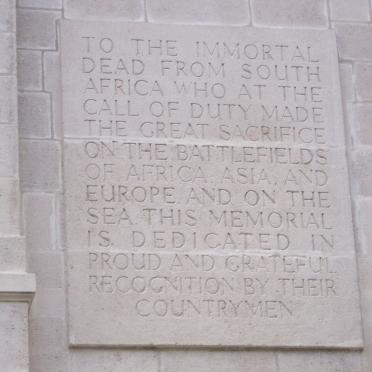 TO THE IMMORTAL
DEAD FROM SOUTH
AFRICA WHO AT THE
CALL OF DUTY MADE
THE GREAT SACRIFICE
ON THE BATTLEFIELDS
OF AFRICA, ASIA, AND
EUROPE, AND ON THE
SEA. THIS MEMORIAL
IS DEDICATED IN
PROUD AND GRATEFUL
RECOGNITION BY THEIR
COUNTRYMEN